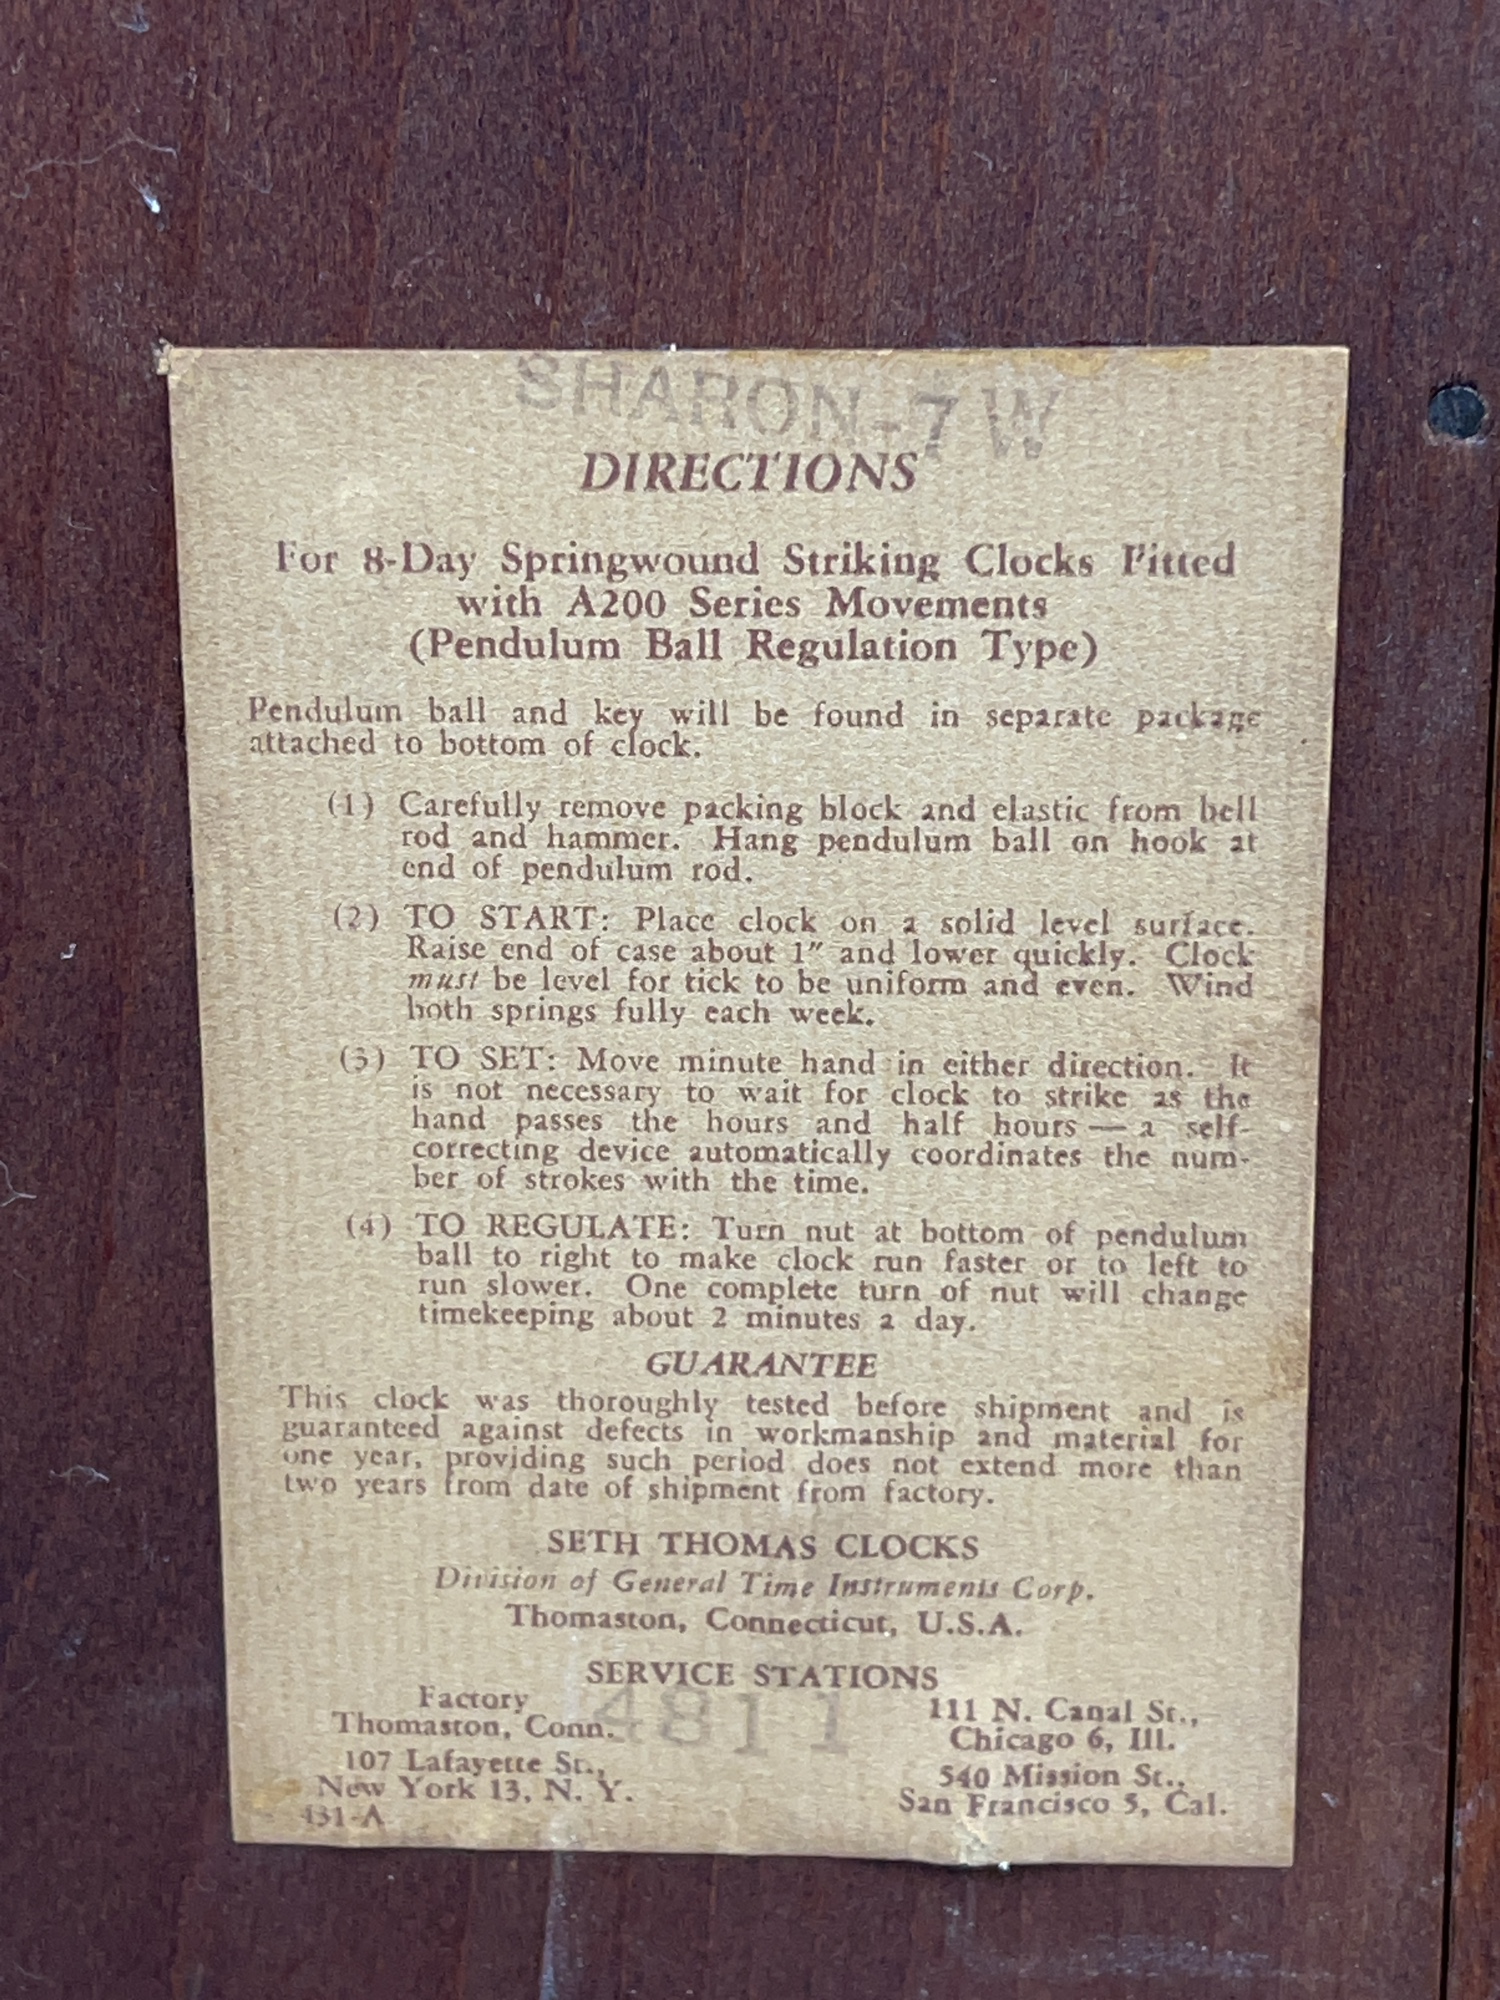 SHARON-7W
DIRECTIONS
For 8-Day Springwound Striking Clocks Fitted
with A200 Series Movements
(Pendulum Ball Regulation Type)
Pendulum ball and key will be found in separate package
attached to bottom of clock.
(1) Carefully remove packing block and elastic from bell
rod and hammer. Hang pendulum ball on hook at
end of pendulum rod.
(2) TO START: Place clock on a solid level surface.
Raise end of case about 1" and lower quickly. Clock
must be level for tick to be uniform and even. Wind
both springs fully each week.
(3) TO SET: Move minute hand in either direction. It
is not necessary to wait for clock to strike as the
hand passes the hours and half hours — a self-
correcting device automatically coordinates the num-
ber of strokes with the time.
(4) TO REGULATE: Turn nut at bottom of pendulum
ball to right to make clock run faster or to left to
run slower. One complete turn of nut will change
timekeeping about 2 minutes a day.
GUARANTEE
This clock was thoroughly tested before shipment and is
guaranteed against defects in workmanship and material for
one year, providing such period does not extend more than
two years from date of shipment from factory.
SETH THOMAS CLOCKS
Division of General Time Instruments Corp.
Thomaston, Connecticut, U.S.A.
SERVICE STATIONS
Factory
Thomaston, Conn.
107 Lafayette St.,
New York 13, N. Y.
431-A
4811
111 N. Canal St.,
Chicago 6, Ill.
540 Mission St.,
San Francisco 5, Cal.